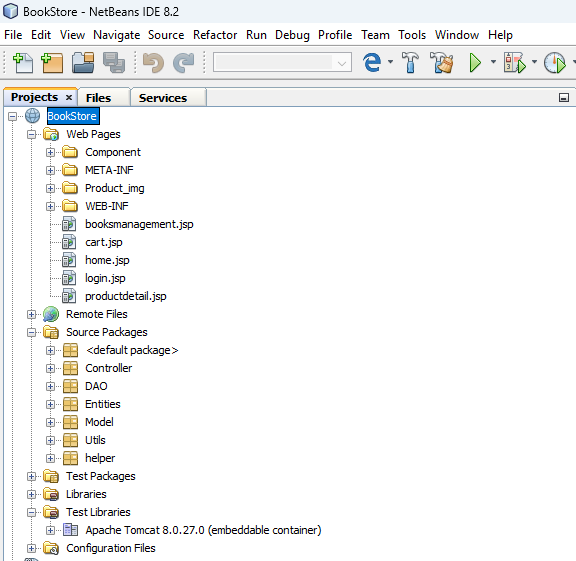 BookStore - NetBeans IDE 8.2
File Edit View Navigate Source Refactor Run Debug Profile Team Tools Window Help
Projects × Files Services
BookStore
Web Pages
Component
META-INF
Product_img
WEB-INF
booksmanagement.jsp
cart.jsp
home.jsp
login.jsp
productdetail.jsp
Remote Files
Source Packages
<default package>
Controller
DAO
Entities
Model
Utils
helper
Test Packages
Libraries
Test Libraries
Apache Tomcat 8.0.27.0 (embeddable container)
Configuration Files